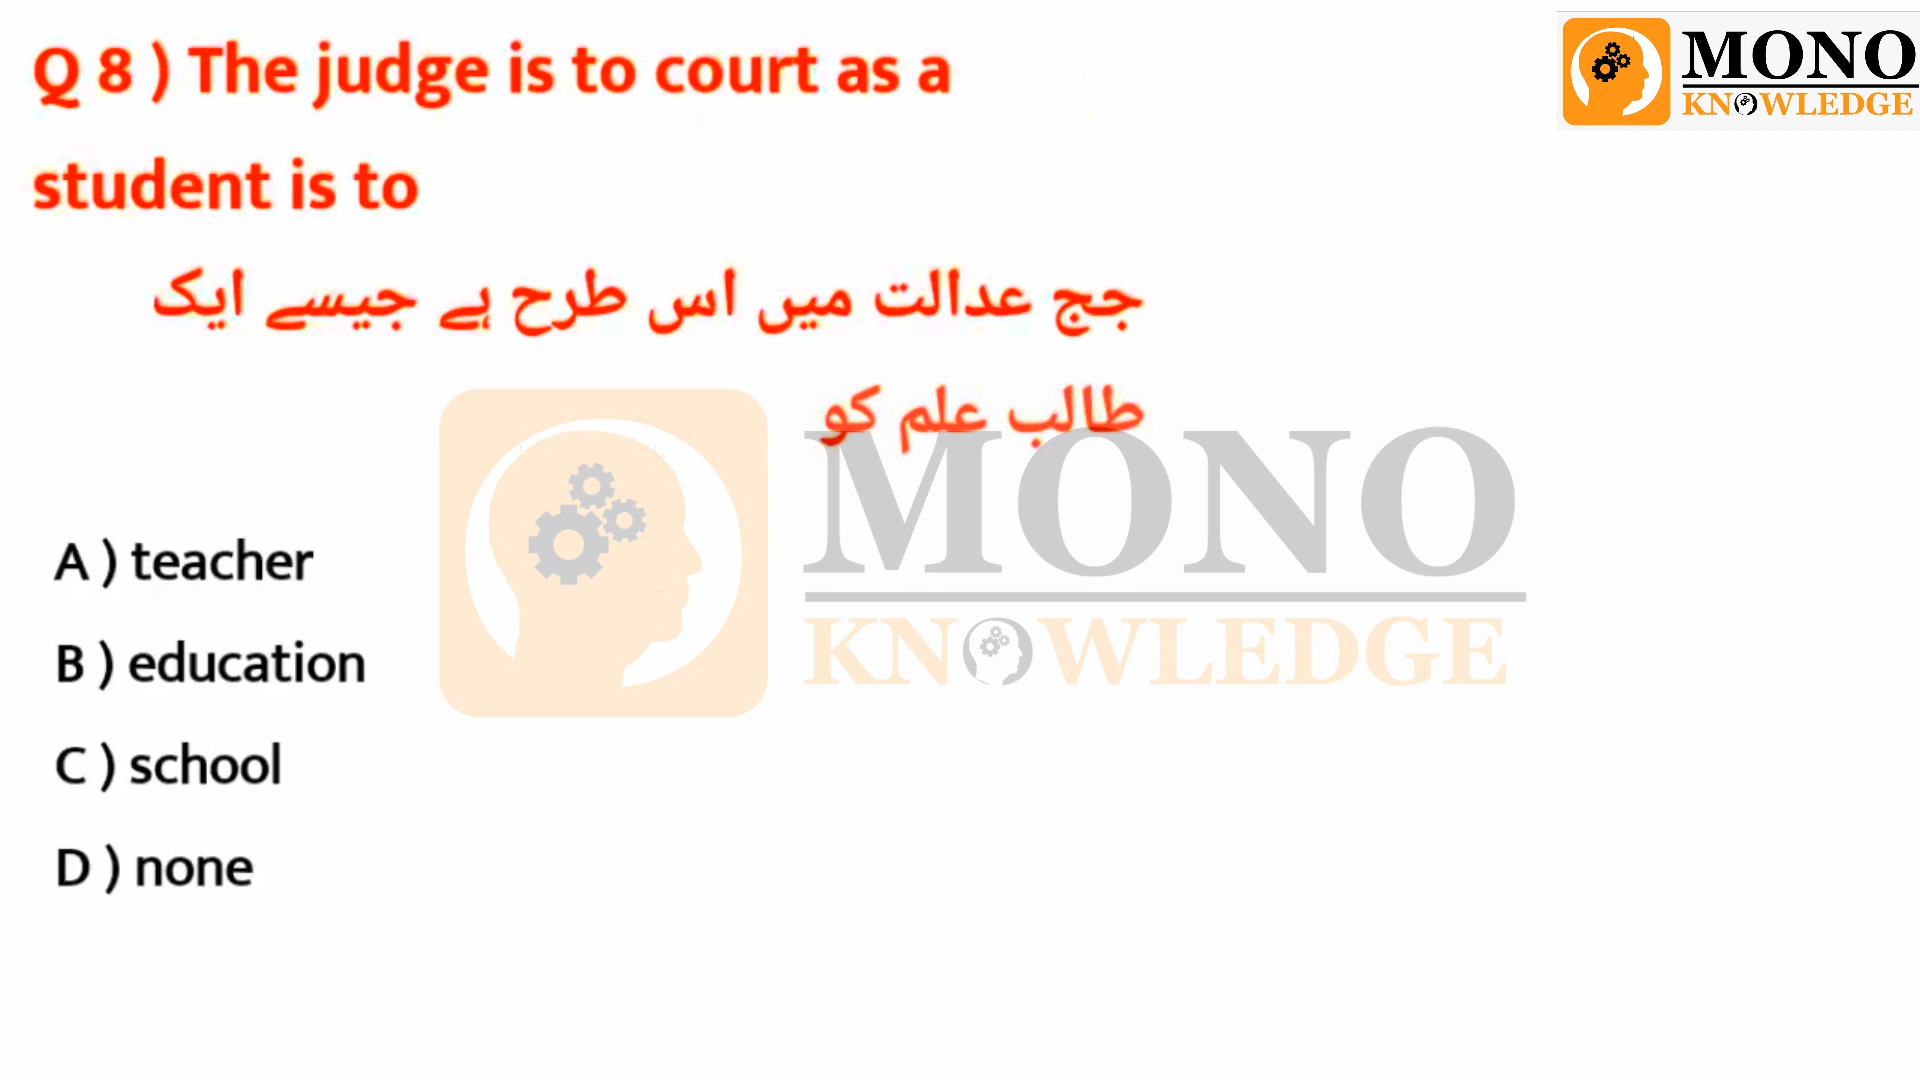 Q 8 ) The judge is to court as a
student is to
جج عدالت میں اس طرح ہے جیسے ایک
طالب علم کو
A ) teacher
B ) education
C ) school
D ) none
MONO
KNOWLEDGE
MONO
KNOWLEDGE